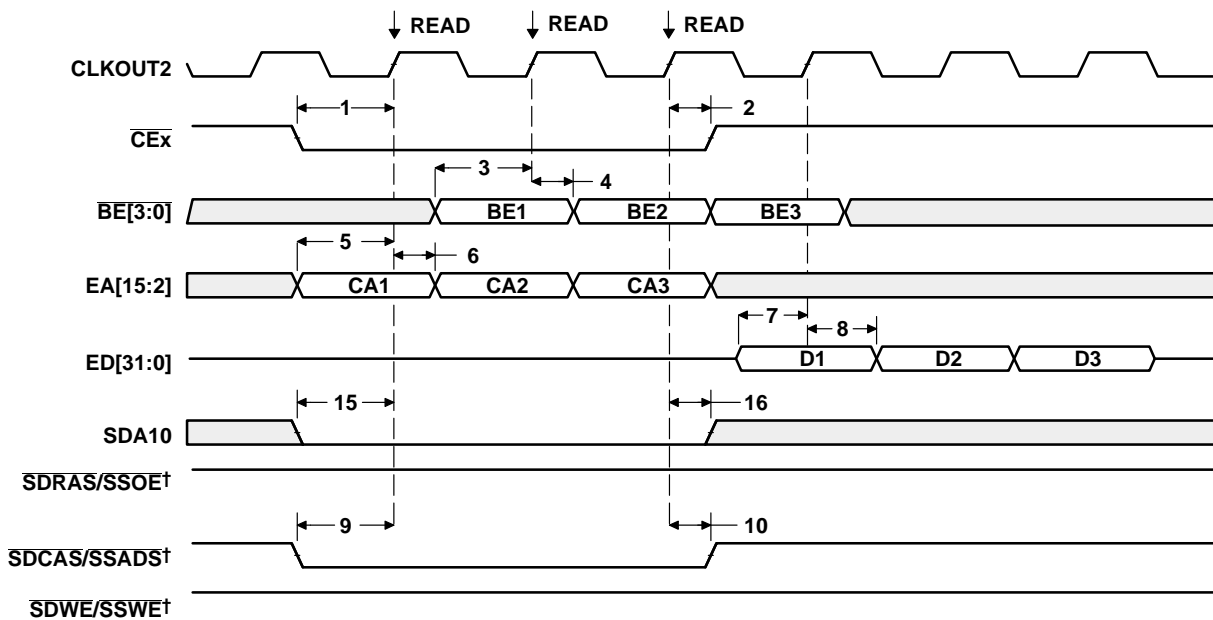 READ READ READ
CLKOUT2
1 2
CEx
3 4
BE[3:0] BE1 BE2 BE3
5 6
EA[15:2] CA1 CA2 CA3
7 8
ED[31:0] D1 D2 D3
15 16
SDA10
SDRAS/SSOE†
9 10
SDCAS/SSADS†
SDWE/SSWE†